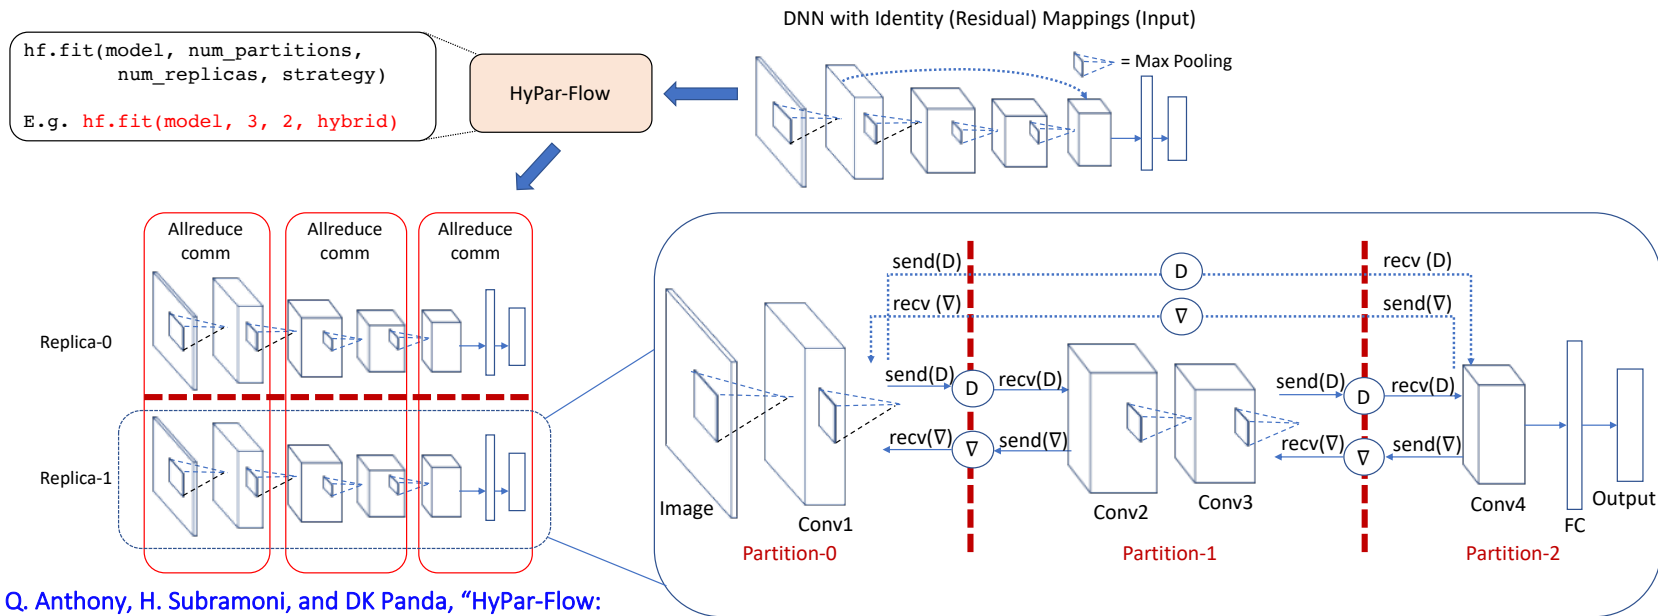 DNN with Identity (Residual) Mappings (Input)
hf.fit(model, num_partitions,
num_replicas, strategy)
E.g. hf.fit(model, 3, 2, hybrid)
HyPar-Flow
= Max Pooling
Allreduce
comm
Allreduce
comm
Allreduce
comm
Replica-0
Replica-1
send(D)
D
recv (D)
recv (∇)
∇
send(∇)
send(D)
D
recv(D)
send(D)
D
recv(D)
recv(∇)
∇
send(∇)
recv(∇)
∇
send(∇)
Image
Conv1
Conv2
Conv3
Conv4
FC
Output
Partition-0
Partition-1
Partition-2
Q. Anthony, H. Subramoni, and DK Panda, “HyPar-Flow: